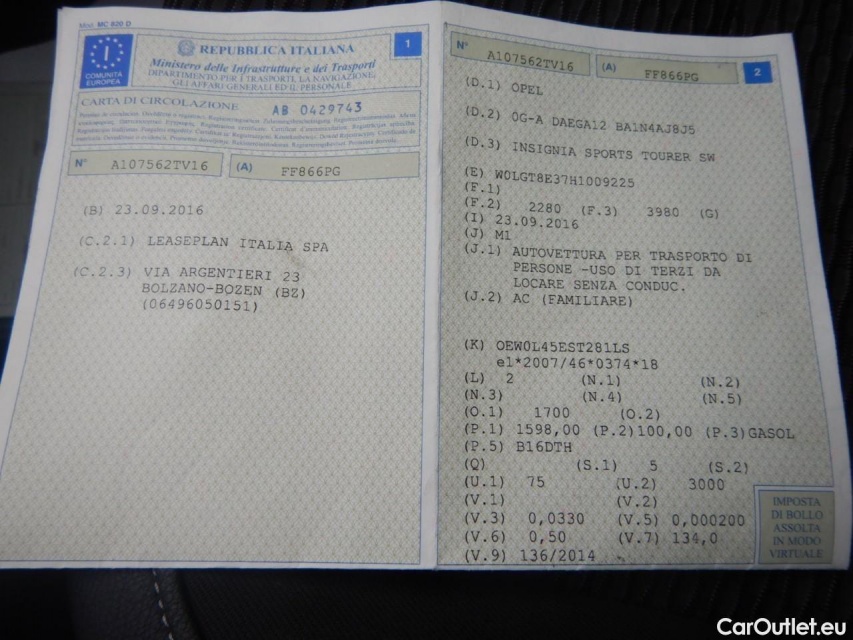 Mod. MC 820 D
I
COMUNITÀ
EUROPEA
REPUBBLICA ITALIANA
Ministero delle Infrastrutture e dei Trasporti
DIPARTIMENTO PER I TRASPORTI, LA NAVIGAZIONE,
GLI AFFARI GENERALI ED IL PERSONALE
1
CARTA DI CIRCOLAZIONE AB 0429743
N° A107562TV16 (A) FF866PG
(B) 23.09.2016
(C.2.1) LEASEPLAN ITALIA SPA
(C.2.3) VIA ARGENTIERI 23
BOLZANO-BOZEN (BZ)
(06496050151)
N° A107562TV16 (A) FF866PG 2
(D.1) OPEL
(D.2) 0G-A DAEGA12 BA1N4AJ8J5
(D.3) INSIGNIA SPORTS TOURER SW
(E) W0LGT8E37H1009225
(F.1)
(F.2) 2280 (F.3) 3980 (G)
(I) 23.09.2016
(J) M1
(J.1) AUTOVETTURA PER TRASPORTO DI
PERSONE -USO DI TERZI DA
LOCARE SENZA CONDUC.
(J.2) AC (FAMILIARE)
(K) OEW0L45EST281LS
e1*2007/46*0374*18
(L) 2 (N.1) (N.2)
(N.3) (N.4) (N.5)
(O.1) 1700 (O.2)
(P.1) 1598,00 (P.2)100,00 (P.3)GASOL
(P.5) B16DTH
(Q) (S.1) 5 (S.2)
(U.1) 75 (U.2) 3000
(V.1) (V.2)
(V.3) 0,0330 (V.5) 0,000200
(V.6) 0,50 (V.7) 134,0
(V.9) 136/2014
IMPOSTA
DI BOLLO
ASSOLTA
IN MODO
VIRTUALE
CarOutlet.eu